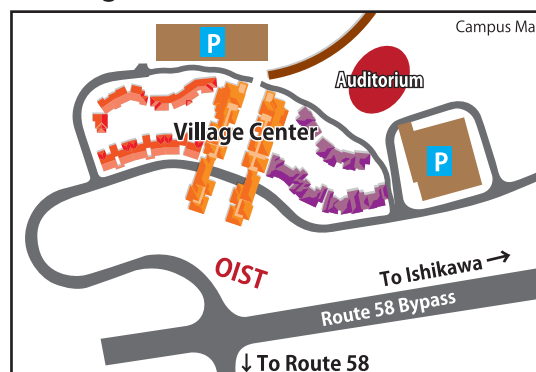 Campus Ma
P
Auditorium
Village Center
P
OIST
To Ishikawa →
Route 58 Bypass
↓ To Route 58